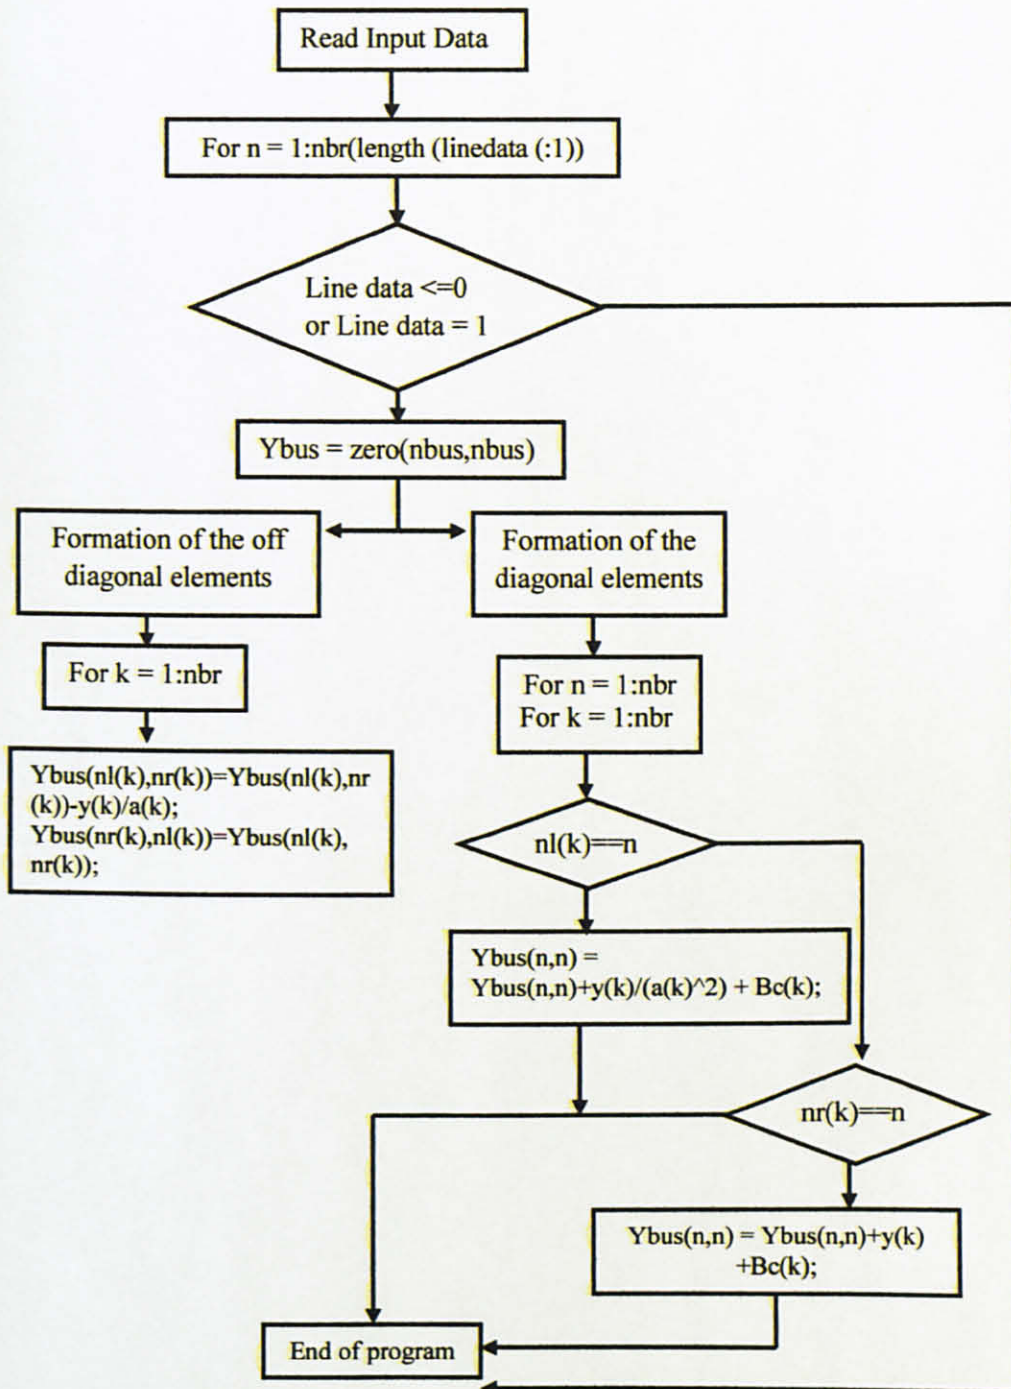 Read Input Data
For n = 1:nbr(length (linedata (:1))
Line data <=0
or Line data = 1
Ybus = zero(nbus,nbus)
Formation of the off
diagonal elements
Formation of the
diagonal elements
For k = 1:nbr
For n = 1:nbr
For k = 1:nbr
Ybus(nl(k),nr(k))=Ybus(nl(k),nr
(k))-y(k)/a(k);
Ybus(nr(k),nl(k))=Ybus(nl(k),
nr(k));
nl(k)==n
Ybus(n,n) =
Ybus(n,n)+y(k)/(a(k)^2) + Bc(k);
nr(k)==n
Ybus(n,n) = Ybus(n,n)+y(k)
+Bc(k);
End of program